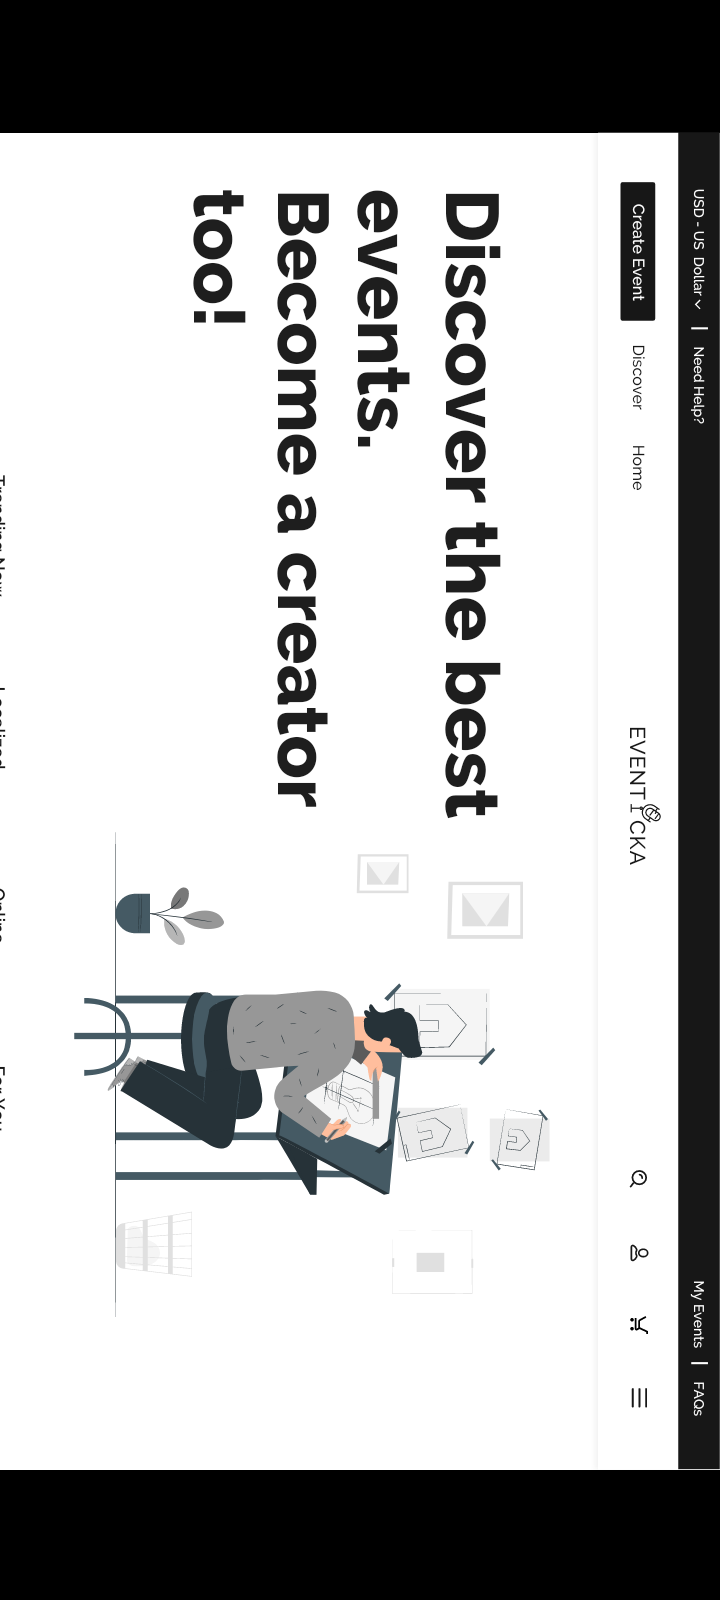 USD - US Dollar | Need Help?
My Events | FAQs
Create Event
Discover
Home
EVENTICKA
Discover the best
events.
Become a creator
too!
Trending Now
Localized
Online
For You